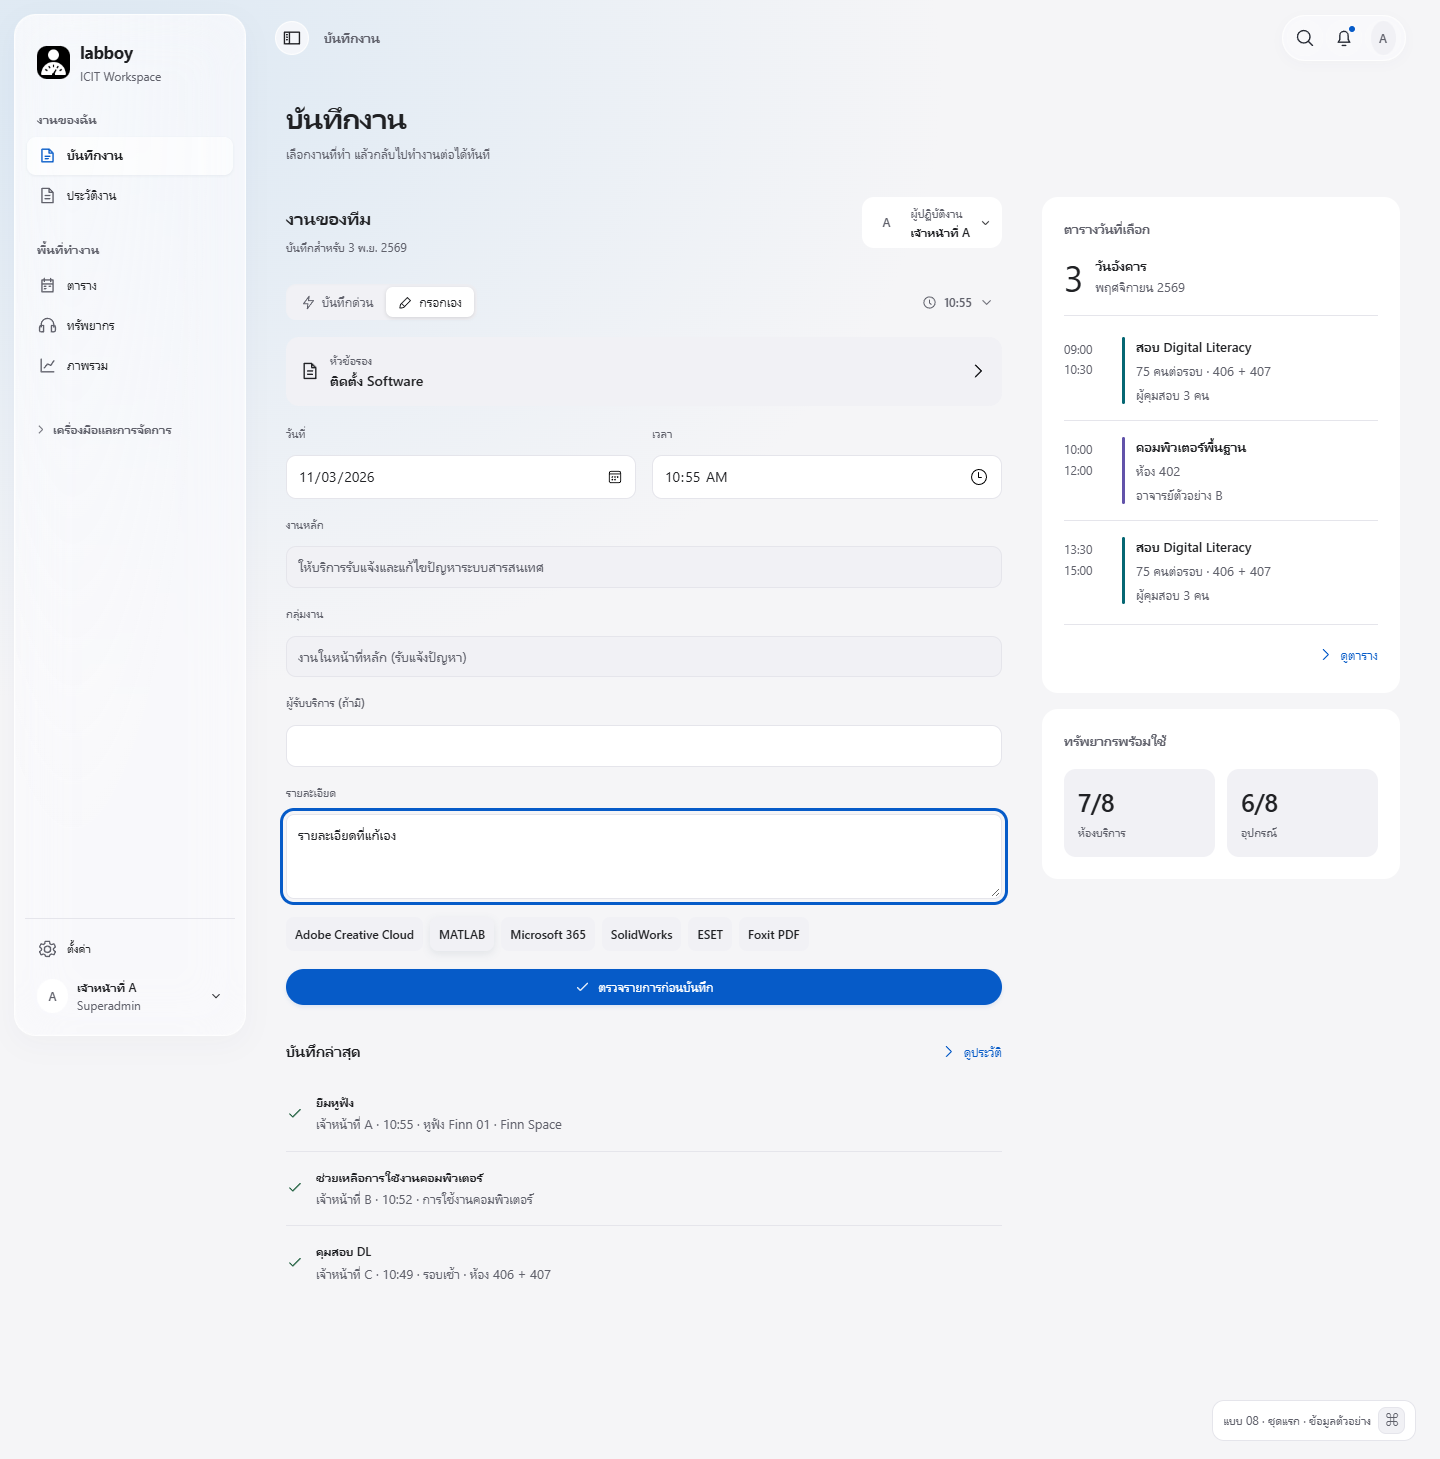 labboy
ICIT Workspace
งานของฉัน
บันทึกงาน
ประวัติงาน
พื้นที่ทำงาน
ตาราง
ทรัพยากร
ภาพรวม
เครื่องมือและการจัดการ
ตั้งค่า
A
เจ้าหน้าที่ A
Superadmin
บันทึกงาน
A
บันทึกงาน
เลือกงานที่ทำ แล้วกลับไปทำงานต่อได้ทันที
งานของทีม
บันทึกสำหรับ 3 พ.ย. 2569
A
ผู้ปฏิบัติงาน
เจ้าหน้าที่ A
บันทึกด่วน
กรอกเอง
10:55
หัวข้อรอง
ติดตั้ง Software
วันที่
เวลา
11/03/2026
10:55 AM
งานหลัก
ให้บริการรับแจ้งและแก้ไขปัญหาระบบสารสนเทศ
กลุ่มงาน
งานในหน้าที่หลัก (รับแจ้งปัญหา)
ผู้รับบริการ (ถ้ามี)
รายละเอียด
รายละเอียดที่แก้เอง
Adobe Creative Cloud
MATLAB
Microsoft 365
SolidWorks
ESET
Foxit PDF
ตรวจรายการก่อนบันทึก
บันทึกล่าสุด
ดูประวัติ
ยืมหูฟัง
เจ้าหน้าที่ A · 10:55 · หูฟัง Finn 01 · Finn Space
ช่วยเหลือการใช้งานคอมพิวเตอร์
เจ้าหน้าที่ B · 10:52 · การใช้งานคอมพิวเตอร์
คุมสอบ DL
เจ้าหน้าที่ C · 10:49 · รอบเช้า · ห้อง 406 + 407
ตารางวันที่เลือก
3
วันอังคาร
พฤศจิกายน 2569
09:00
10:30
สอบ Digital Literacy
75 คนต่อรอบ · 406 + 407
ผู้คุมสอบ 3 คน
10:00
12:00
คอมพิวเตอร์พื้นฐาน
ห้อง 402
อาจารย์ตัวอย่าง B
13:30
15:00
สอบ Digital Literacy
75 คนต่อรอบ · 406 + 407
ผู้คุมสอบ 3 คน
ดูตาราง
ทรัพยากรพร้อมใช้
7/8
ห้องบริการ
6/8
อุปกรณ์
แบบ 08 · ชุดแรก · ข้อมูลตัวอย่าง ⌘